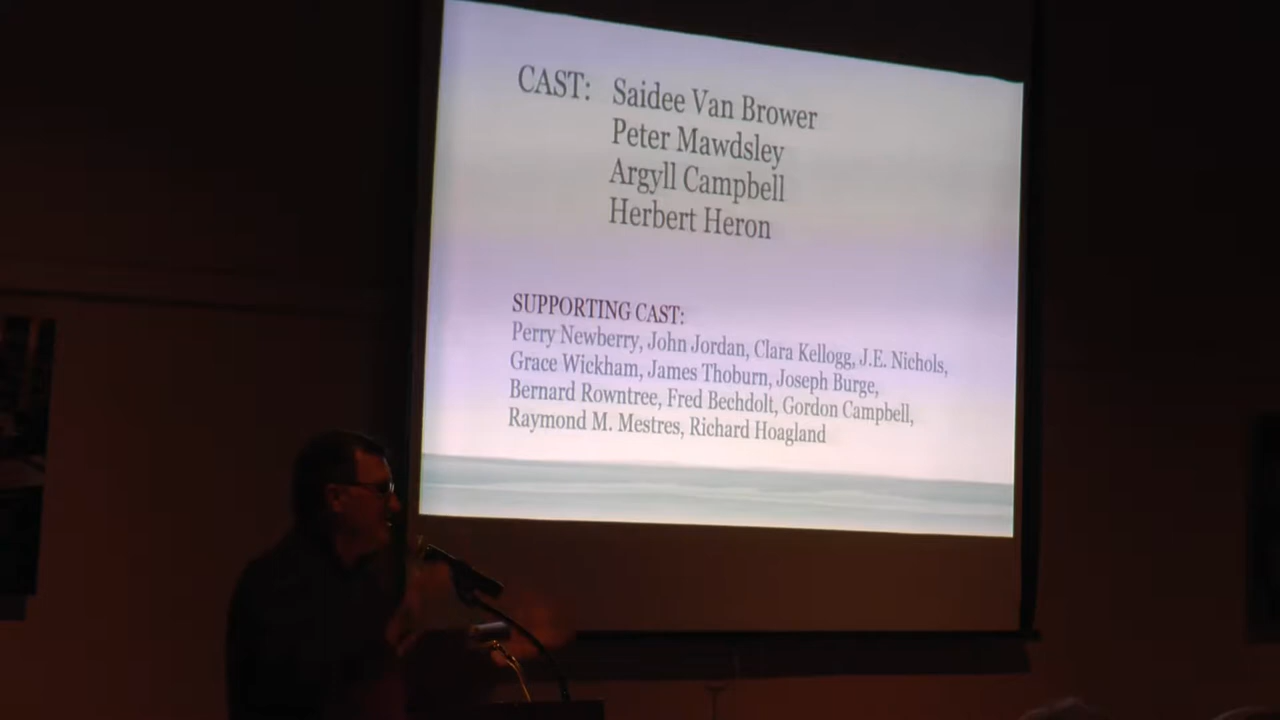 CAST: Saidee Van Brower
Peter Mawdsley
Argyll Campbell
Herbert Heron
SUPPORTING CAST:
Perry Newberry, John Jordan, Clara Kellogg, J.E. Nichols,
Grace Wickham, James Thoburn, Joseph Burge,
Bernard Rowntree, Fred Bechdolt, Gordon Campbell,
Raymond M. Mestres, Richard Hoagland